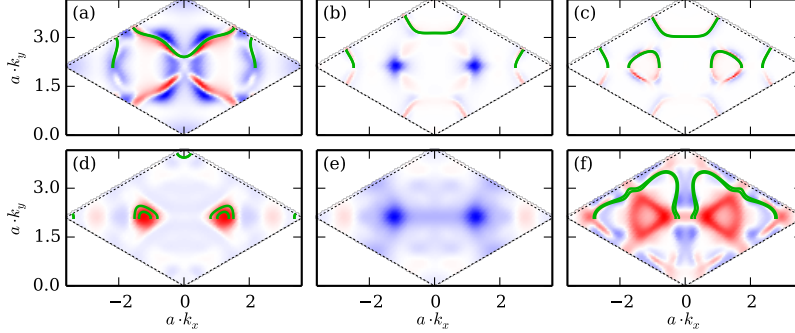 (a) (b) (c)
3.0
a · k_y
1.5
0.0
(d) (e) (f)
3.0
a · k_y
1.5
0.0
−2 0 2 −2 0 2 −2 0 2
a · k_x a · k_x a · k_x